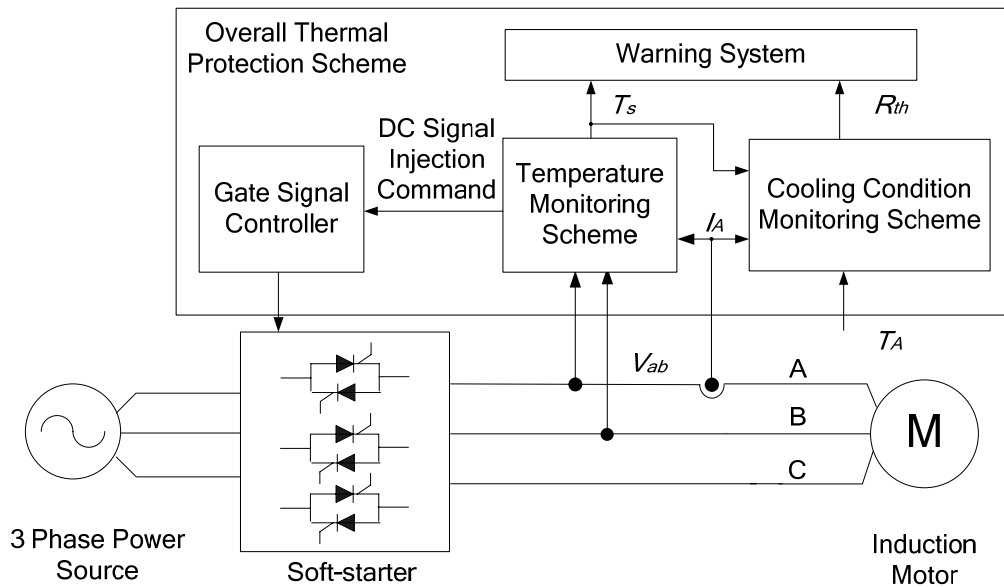 Overall Thermal
Protection Scheme
Warning System
Ts
Rth
DC Signal
Injection
Command
Gate Signal
Controller
Temperature
Monitoring
Scheme
IA
Cooling Condition
Monitoring Scheme
TA
Vab
A
B
C
M
3 Phase Power
Source
Soft-starter
Induction
Motor